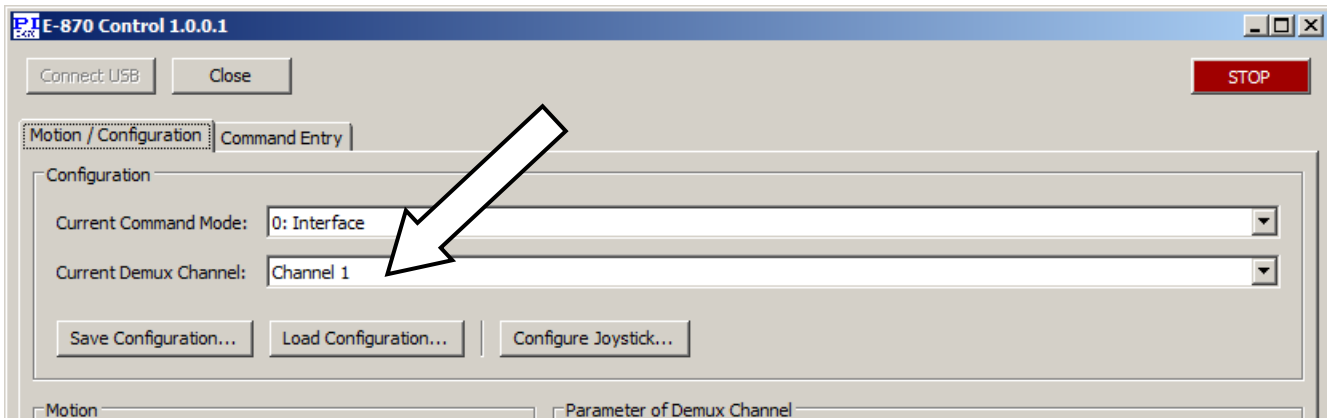 PI E-870 Control 1.0.0.1
Connect USB Close STOP
Motion / Configuration Command Entry
Configuration
Current Command Mode: 0: Interface
Current Demux Channel: Channel 1
Save Configuration... Load Configuration... Configure Joystick...
Motion Parameter of Demux Channel